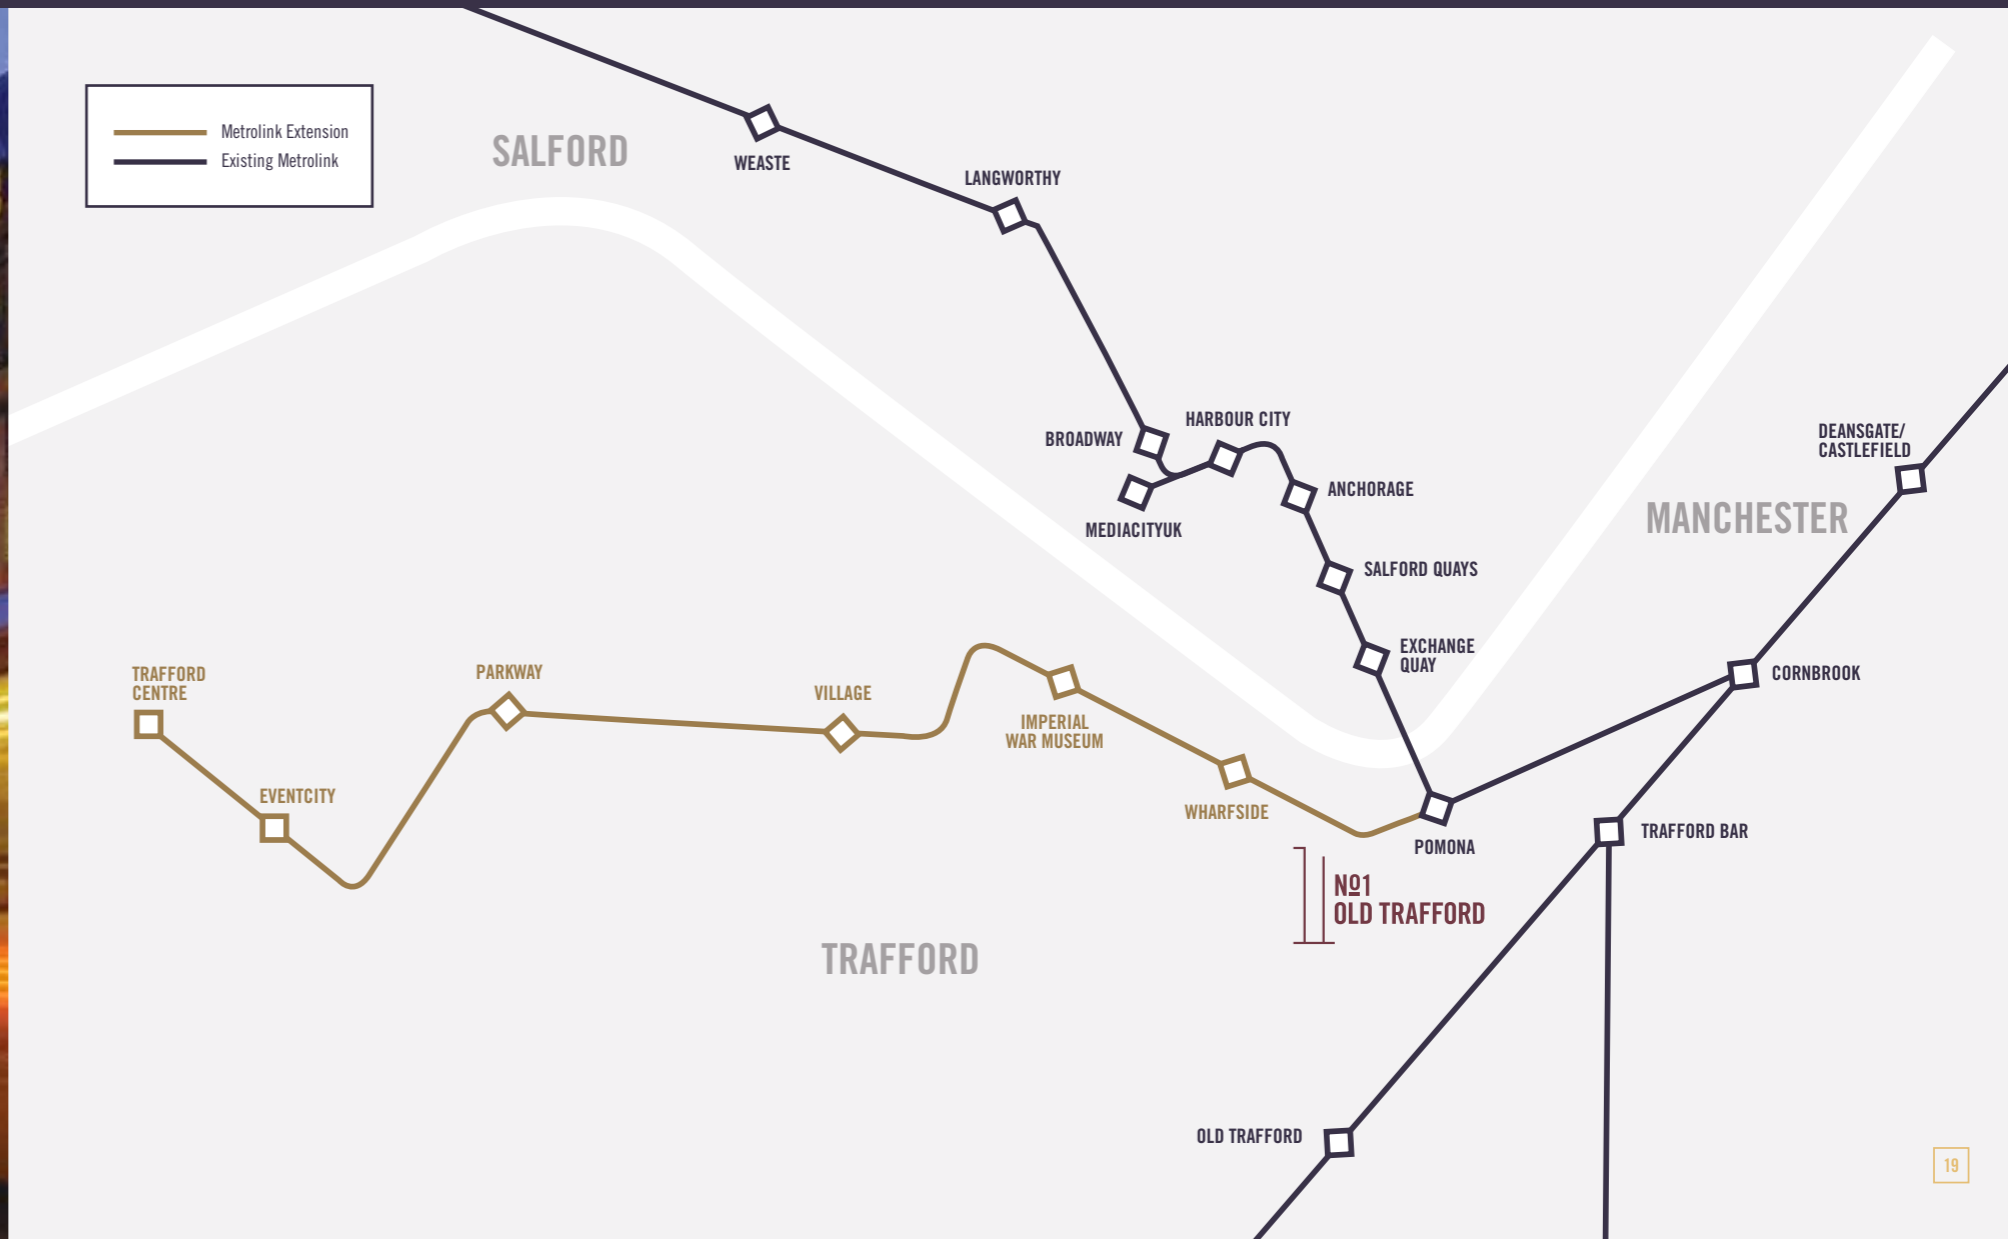 Metrolink Extension
Existing Metrolink
SALFORD
WEASTE
LANGWORTHY
BROADWAY
HARBOUR CITY
MEDIACITYUK
ANCHORAGE
SALFORD QUAYS
EXCHANGE
QUAY
DEANSGATE/
CASTLEFIELD
MANCHESTER
CORNBROOK
TRAFFORD
CENTRE
EVENTCITY
PARKWAY
VILLAGE
IMPERIAL
WAR MUSEUM
WHARFSIDE
POMONA
TRAFFORD BAR
Nº1
OLD TRAFFORD
TRAFFORD
OLD TRAFFORD
19